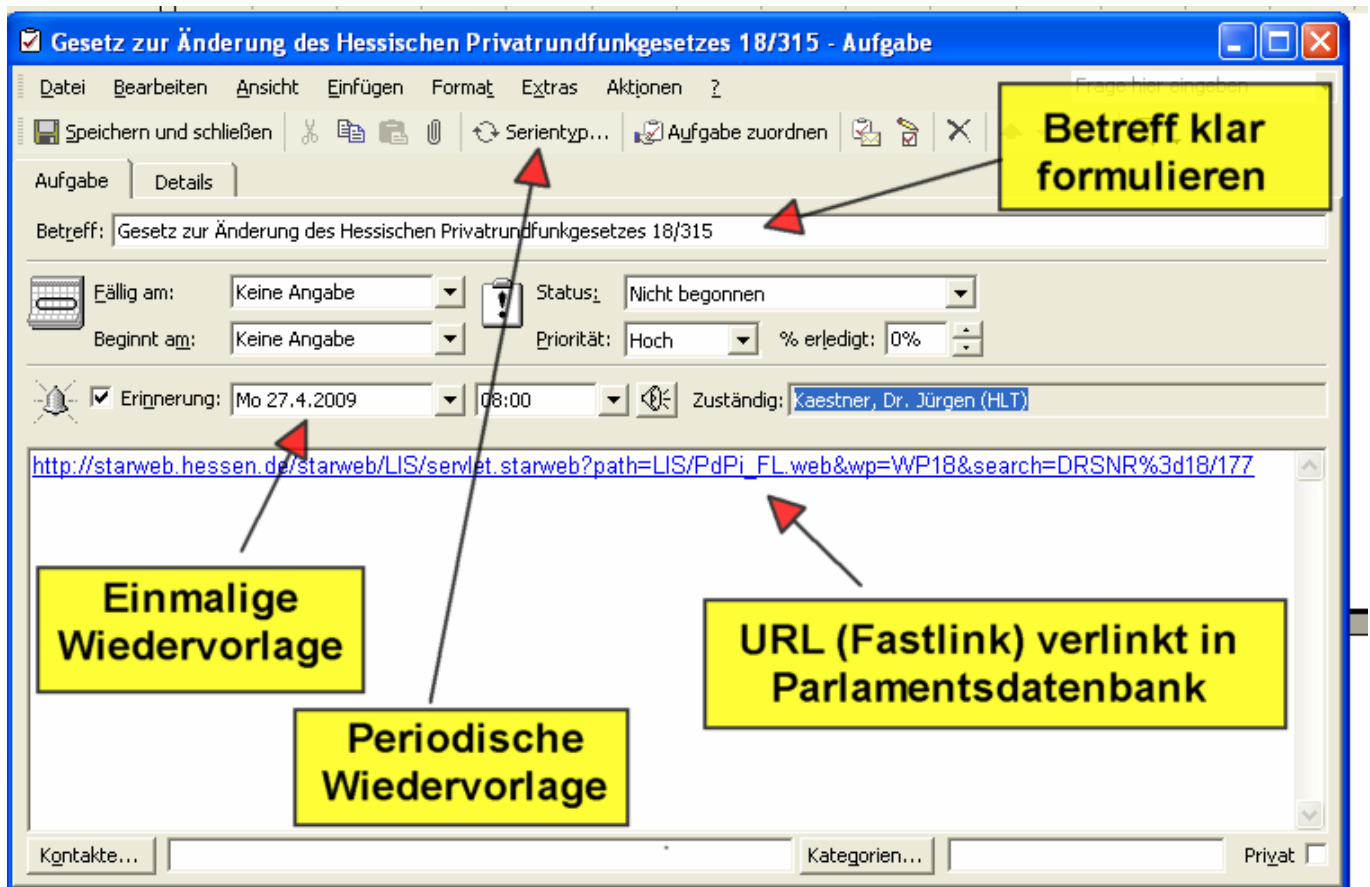 Gesetz zur Änderung des Hessischen Privatrundfunkgesetzes 18/315 - Aufgabe
Datei Bearbeiten Ansicht Einfügen Format Extras Aktionen ? Frage hier eingeben
Speichern und schließen Serientyp... Aufgabe zuordnen
Betreff klar
formulieren
Aufgabe Details
Betreff: Gesetz zur Änderung des Hessischen Privatrundfunkgesetzes 18/315
Fällig am: Keine Angabe Status: Nicht begonnen
Beginnt am: Keine Angabe Priorität: Hoch % erledigt: 0%
Erinnerung: Mo 27.4.2009 08:00 Zuständig: Kaestner, Dr. Jürgen (HLT)
http://starweb.hessen.de/starweb/LIS/servlet.starweb?path=LIS/PdPi_FL.web&wp=WP18&search=DRSNR%3d18/177
Einmalige
Wiedervorlage
URL (Fastlink) verlinkt in
Parlamentsdatenbank
Periodische
Wiedervorlage
Kontakte... Kategorien... Privat